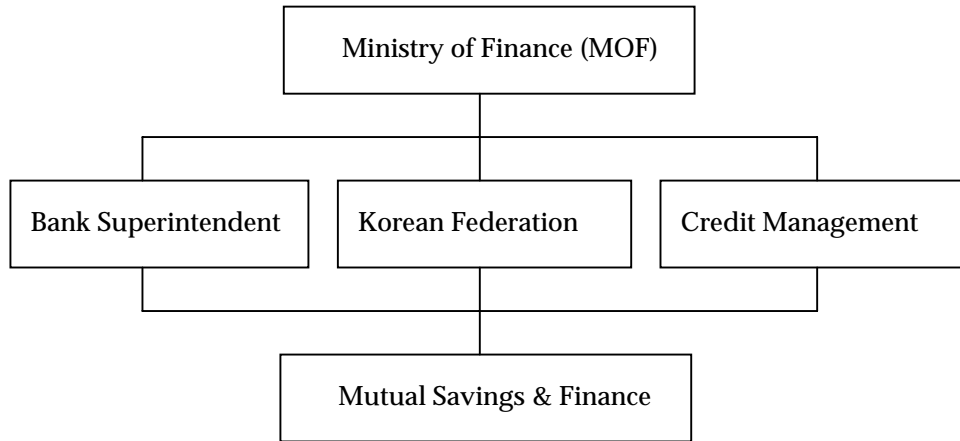 Ministry of Finance (MOF)
Bank Superintendent
Korean Federation
Credit Management
Mutual Savings & Finance